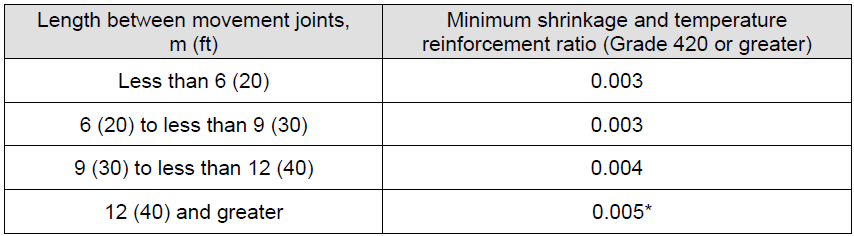 Length between movement joints,
m (ft)
Minimum shrinkage and temperature
reinforcement ratio (Grade 420 or greater)
Less than 6 (20)
0.003
6 (20) to less than 9 (30)
0.003
9 (30) to less than 12 (40)
0.004
12 (40) and greater
0.005*